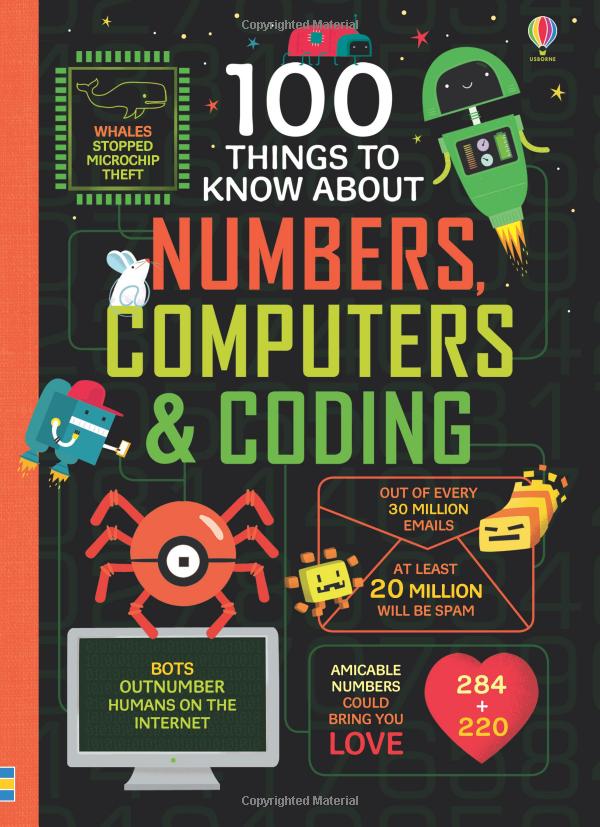 Copyrighted Material
USBORNE
100
THINGS TO
KNOW ABOUT
WHALES
STOPPED
MICROCHIP
THEFT
NUMBERS,
COMPUTERS
& CODING
OUT OF EVERY
30 MILLION
EMAILS
AT LEAST
20 MILLION
WILL BE SPAM
BOTS
OUTNUMBER
HUMANS ON THE
INTERNET
AMICABLE
NUMBERS
COULD
BRING YOU
LOVE
284
+
220
Copyrighted Material